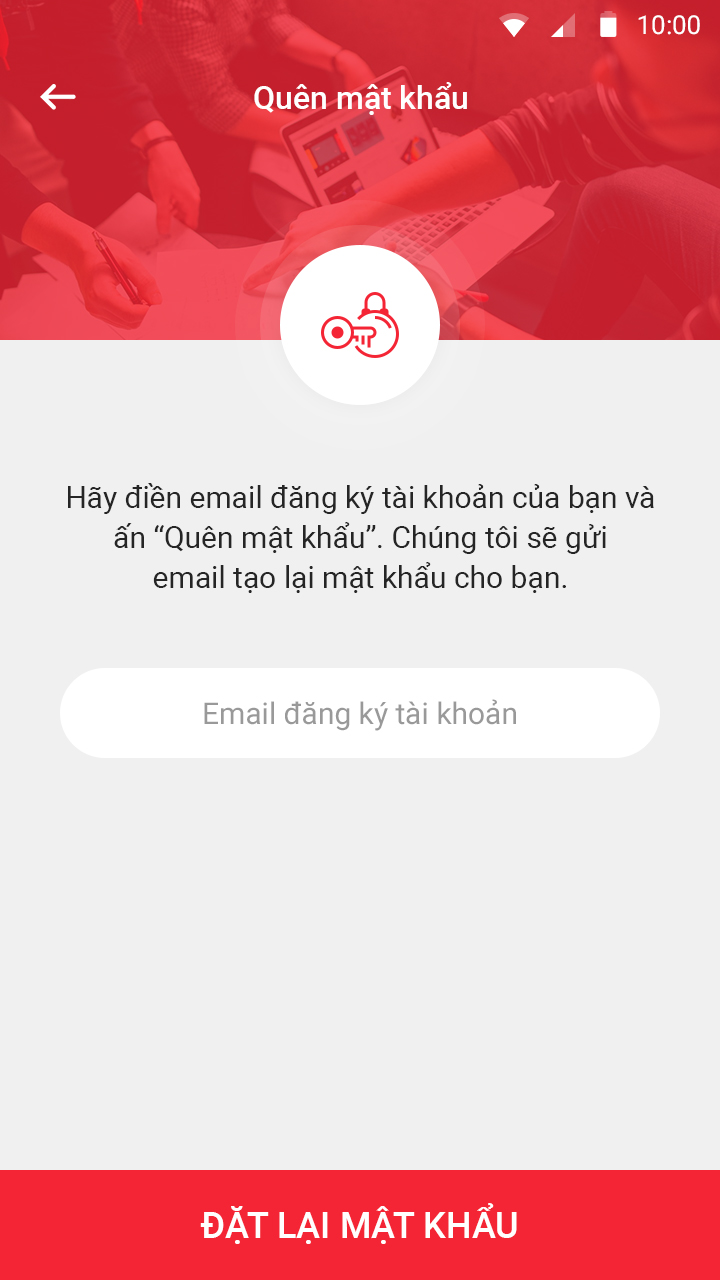 10:00
Quên mật khẩu
Hãy điền email đăng ký tài khoản của bạn và
ấn “Quên mật khẩu”. Chúng tôi sẽ gửi
email tạo lại mật khẩu cho bạn.
Email đăng ký tài khoản
ĐẶT LẠI MẬT KHẨU